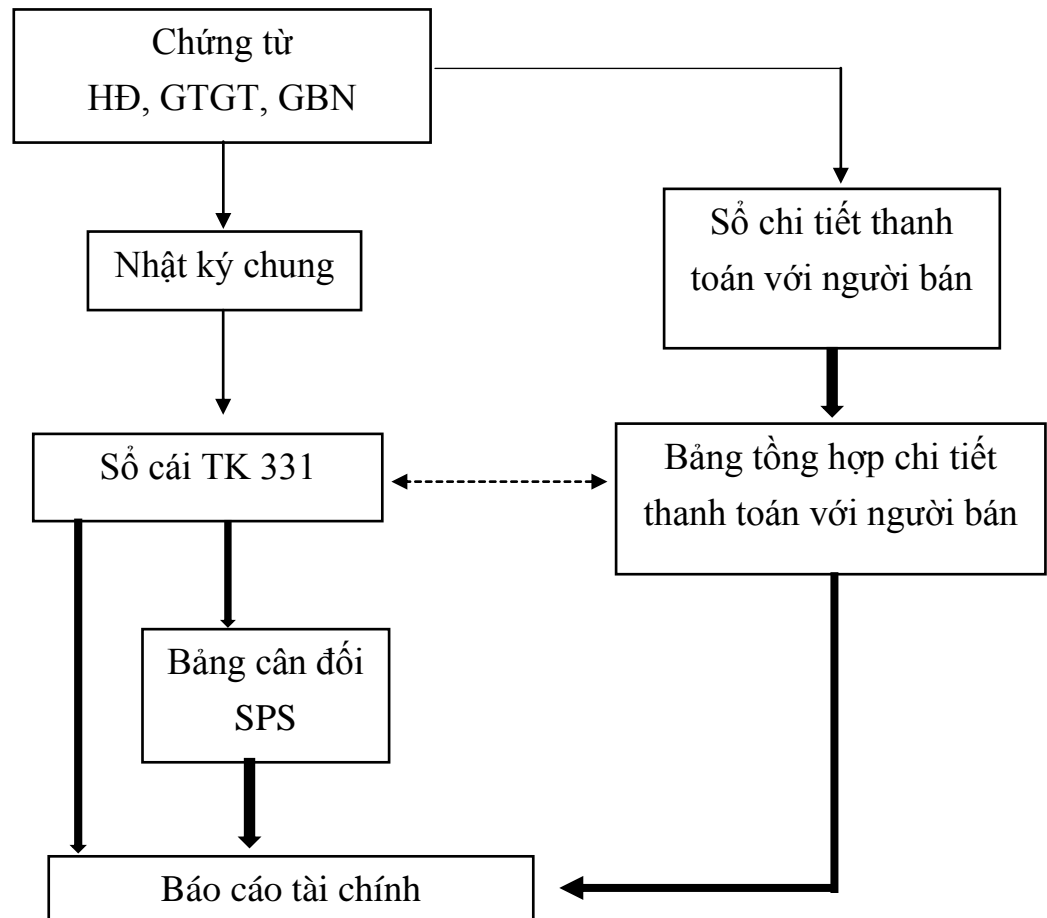 Chứng từ
HĐ, GTGT, GBN
Nhật ký chung
Sổ chi tiết thanh
toán với người bán
Sổ cái TK 331
Bảng tổng hợp chi tiết
thanh toán với người bán
Bảng cân đối
SPS
Báo cáo tài chính